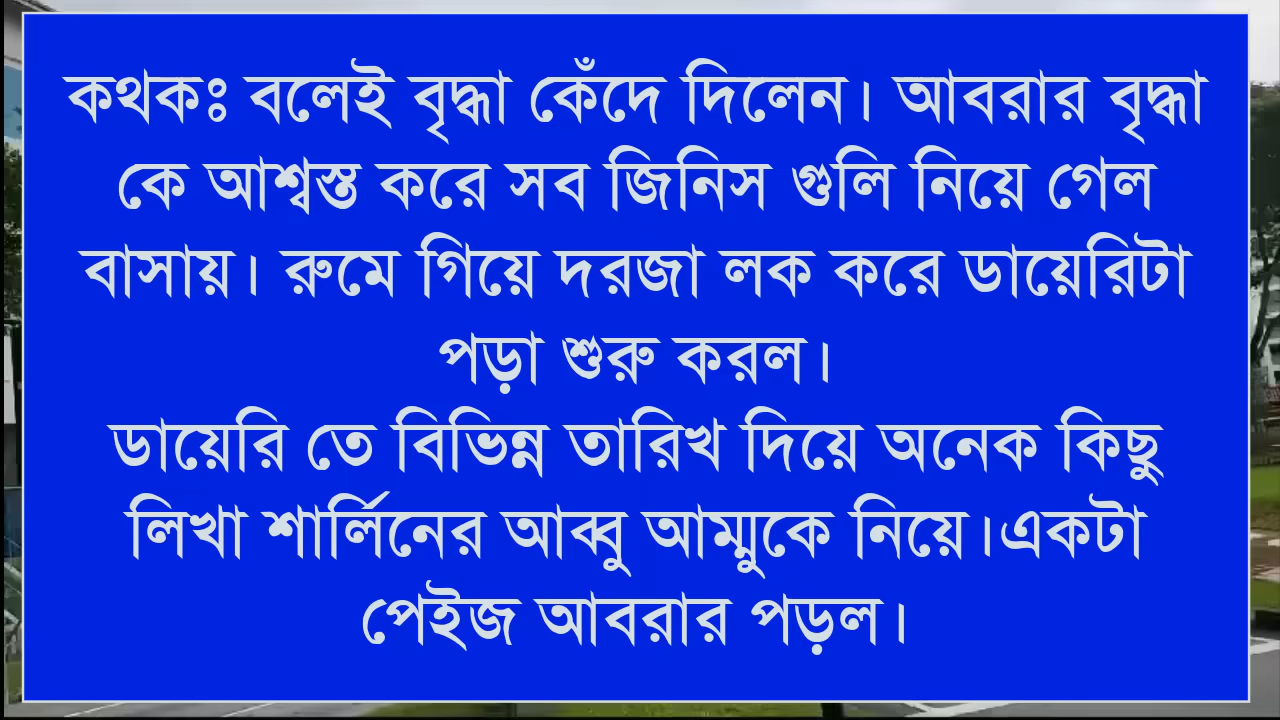 কথকঃ বলেই বৃদ্ধা কেঁদে দিলেন। আবরার বৃদ্ধা
কে আশ্বস্ত করে সব জিনিস গুলি নিয়ে গেল
বাসায়। রুমে গিয়ে দরজা লক করে ডায়েরিটা
পড়া শুরু করল।
ডায়েরি তে বিভিন্ন তারিখ দিয়ে অনেক কিছু
লিখা শার্লিনের আব্বু আম্মুকে নিয়ে।একটা
পেইজ আবরার পড়ল।